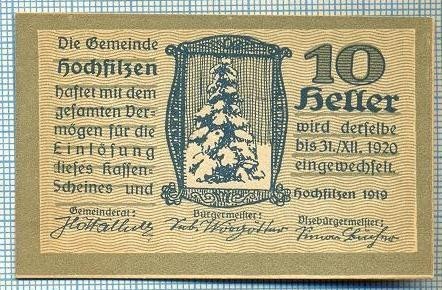 Die Gemeinde
Hochfilzen
haftet mit dem
gesamten Ver-
mögen für die
Einlösung
dieses Kassen-
Scheines und
10
Heller
wird derselbe
bis 31./XII. 1920
eingewechselt.
Hochfilzen 1919
Gemeinderat:
Bürgermeister:
Vizebürgermeister: